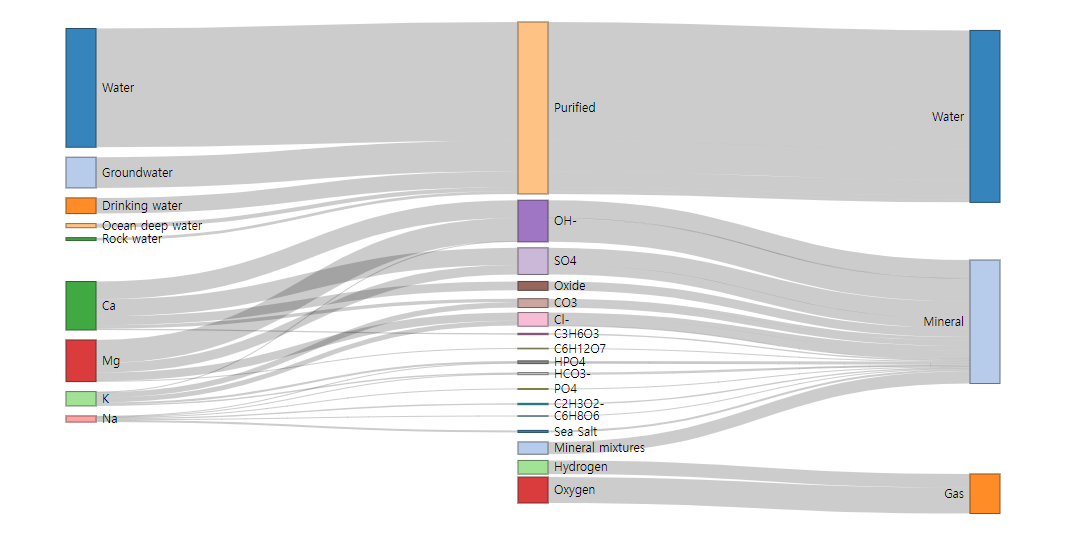 Water
Groundwater
Drinking water
Ocean deep water
Rock water
Ca
Mg
K
Na
Purified
OH-
SO4
Oxide
CO3
Cl-
C3H6O3
C6H12O7
HPO4
HCO3-
PO4
C2H3O2-
C6H8O6
Sea Salt
Mineral mixtures
Hydrogen
Oxygen
Water
Mineral
Gas